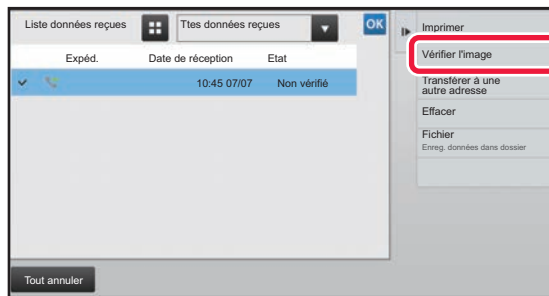 Liste données reçues
Ttes données reçues
OK
Expéd.
Date de réception
Etat
10:45 07/07
Non vérifié
Tout annuler
Imprimer
Vérifier l'image
Transférer à une
autre adresse
Effacer
Fichier
Enreg. données dans dossier